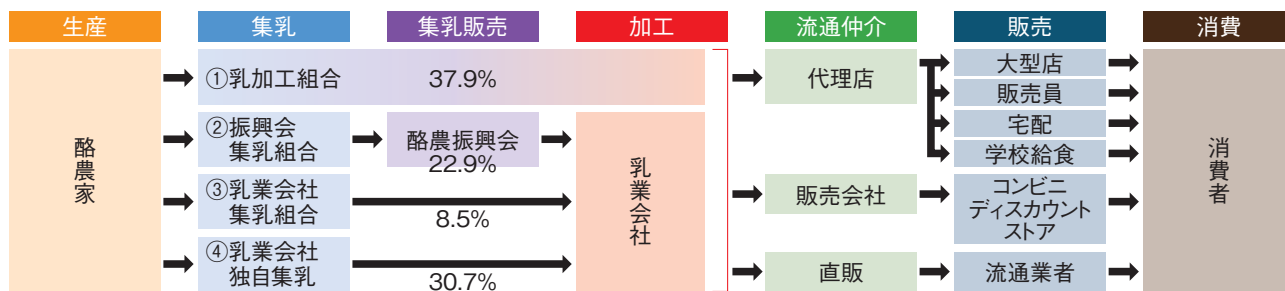 生産
集乳
集乳販売
加工
流通仲介
販売
消費
酪農家
①乳加工組合
37.9%
②振興会
集乳組合
酪農振興会
22.9%
③乳業会社
集乳組合
8.5%
④乳業会社
独自集乳
30.7%
乳業会社
代理店
販売会社
直販
大型店
販売員
宅配
学校給食
コンビニ
ディスカウント
ストア
流通業者
消費者